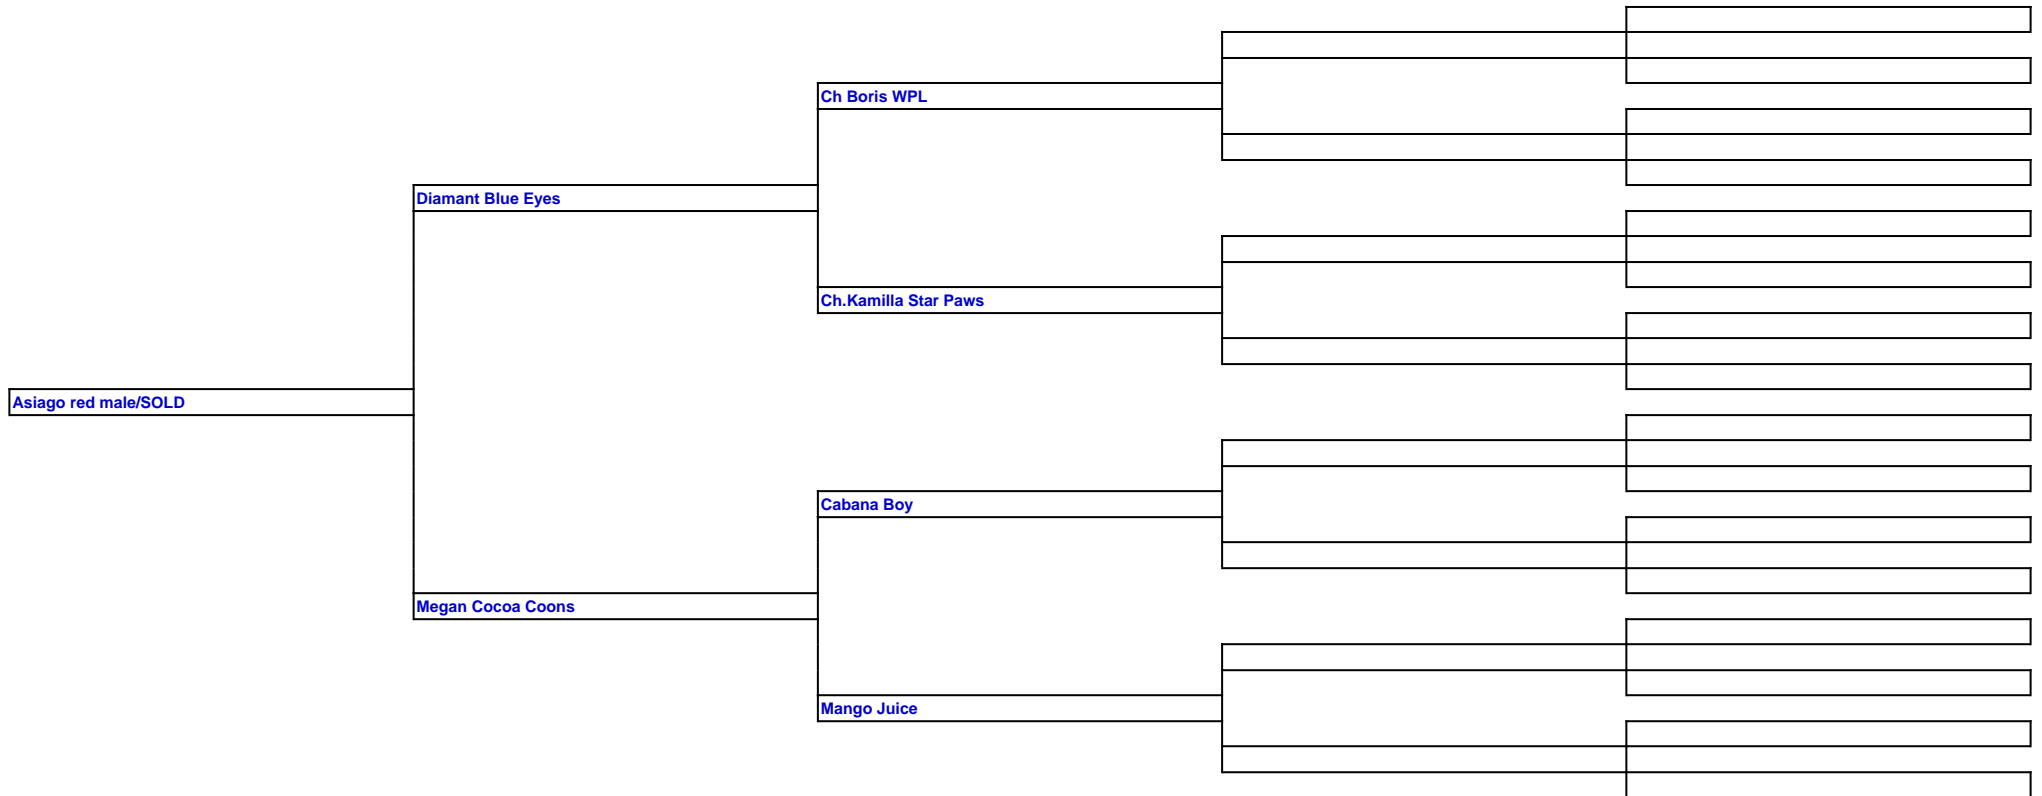 Ch Boris WPL
Diamant Blue Eyes
Ch.Kamilla Star Paws
Asiago red male/SOLD
Cabana Boy
Megan Cocoa Coons
Mango Juice